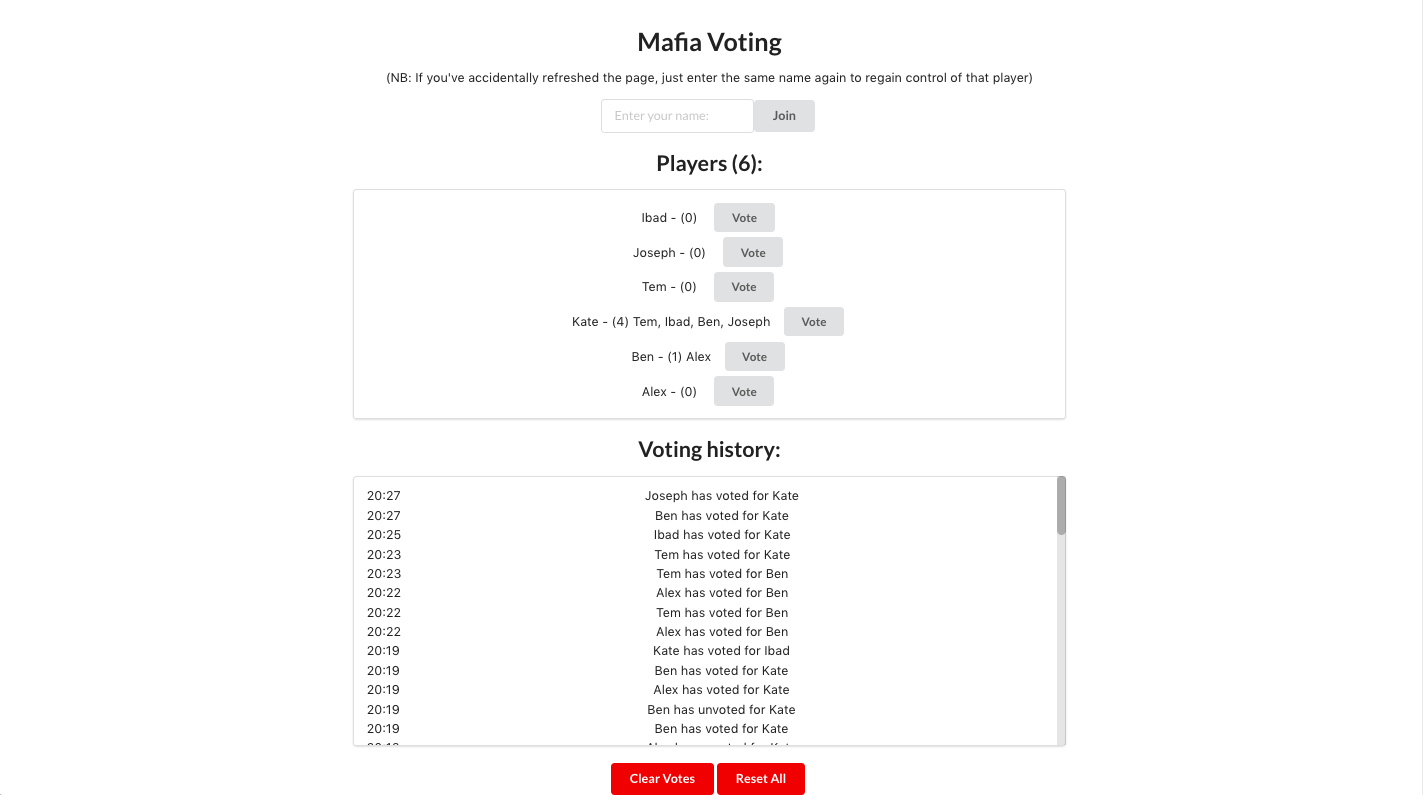 Mafia Voting
(NB: If you've accidentally refreshed the page, just enter the same name again to regain control of that player)
Enter your name: Join
Players (6):
Ibad - (0) Vote
Joseph - (0) Vote
Tem - (0) Vote
Kate - (4) Tem, Ibad, Ben, Joseph Vote
Ben - (1) Alex Vote
Alex - (0) Vote
Voting history:
20:27 Joseph has voted for Kate
20:27 Ben has voted for Kate
20:25 Ibad has voted for Kate
20:23 Tem has voted for Kate
20:23 Tem has voted for Ben
20:22 Alex has voted for Ben
20:22 Tem has voted for Ben
20:22 Alex has voted for Ben
20:19 Kate has voted for Ibad
20:19 Ben has voted for Kate
20:19 Alex has voted for Kate
20:19 Ben has unvoted for Kate
20:19 Ben has voted for Kate
Clear Votes Reset All